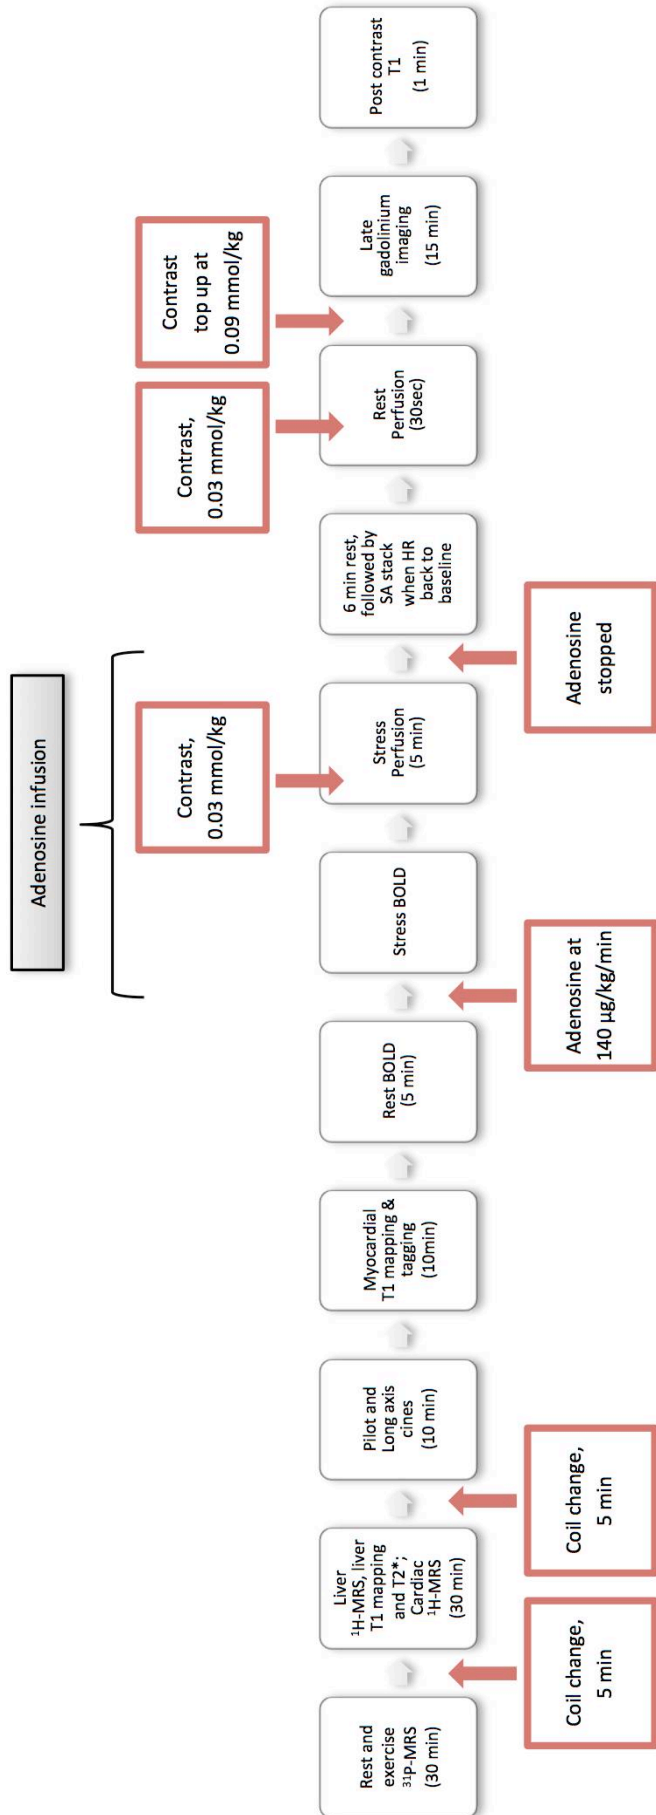 Adenosine infusion
Contrast,
0.03 mmol/kg
Contrast,
0.03 mmol/kg
Contrast
top up at
0.09 mmol/kg
Rest and
exercise
³¹P-MRS
(30 min)
Liver
¹H-MRS, liver
T1 mapping
and T2*;
Cardiac
¹H-MRS
(30 min)
Pilot and
Long axis
cines
(10 min)
Myocardial
T1 mapping &
tagging
(10min)
Rest BOLD
(5 min)
Stress BOLD
Stress
Perfusion
(5 min)
6 min rest,
followed by
SA stack
when HR
back to
baseline
Rest
Perfusion
(30sec)
Late
gadolinium
imaging
(15 min)
Post contrast
T1
(1 min)
Coil change,
5 min
Coil change,
5 min
Adenosine at
140 µg/kg/min
Adenosine
stopped